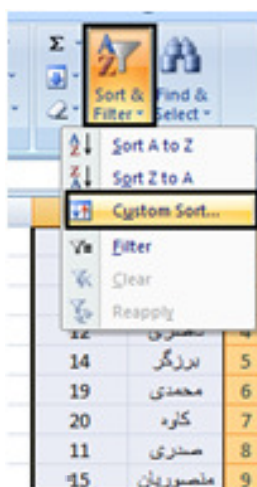 Σ
Sort & Filter
Find & Select
Sort A to Z
Sort Z to A
Custom Sort...
Filter
Clear
Reapply
12 4
14 برزگر 5
19 محمدی 6
20 کاوه 7
11 صدری 8
15 منصوریان 9